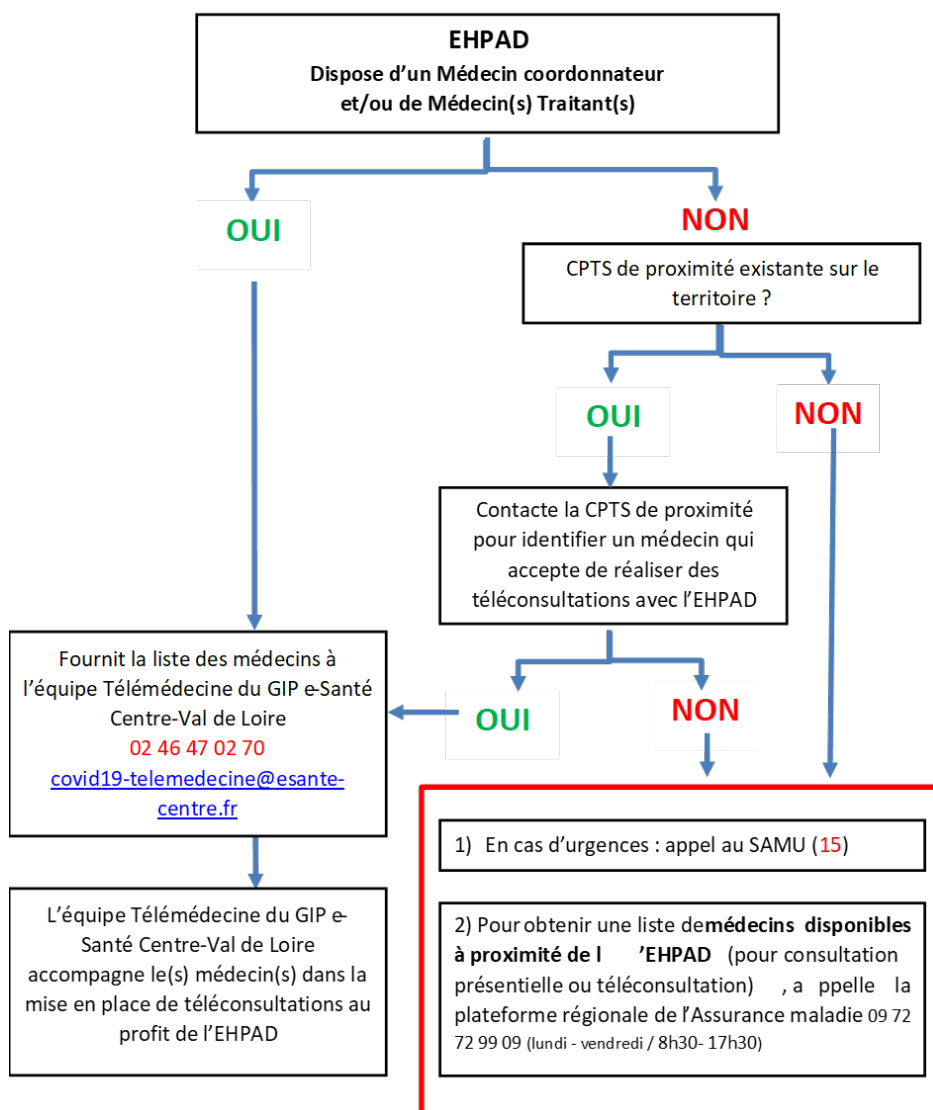 EHPAD
Dispose d’un Médecin coordonnateur
et/ou de Médecin(s) Traitant(s)
OUI
NON
CPTS de proximité existante sur le
territoire ?
OUI
NON
Contacte la CPTS de proximité
pour identifier un médecin qui
accepte de réaliser des
téléconsultations avec l’EHPAD
OUI
NON
Fournit la liste des médecins à
l’équipe Télémédecine du GIP e-Santé
Centre-Val de Loire
02 46 47 02 70
covid19-telemedecine@esante-
centre.fr
L’équipe Télémédecine du GIP e-
Santé Centre-Val de Loire
accompagne le(s) médecin(s) dans la
mise en place de téléconsultations au
profit de l’EHPAD
1) En cas d’urgences : appel au SAMU (15)
2) Pour obtenir une liste demédecins disponibles
à proximité de l ’EHPAD (pour consultation
présentielle ou téléconsultation) , a ppelle la
plateforme régionale de l’Assurance maladie 09 72
72 99 09 (lundi - vendredi / 8h30- 17h30)